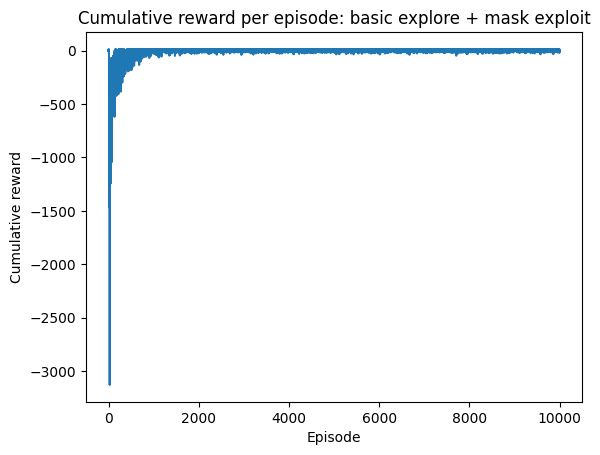 Cumulative reward per episode: basic explore + mask exploit
0
−500
−1000
−1500
−2000
−2500
−3000
Cumulative reward
0 2000 4000 6000 8000 10000
Episode